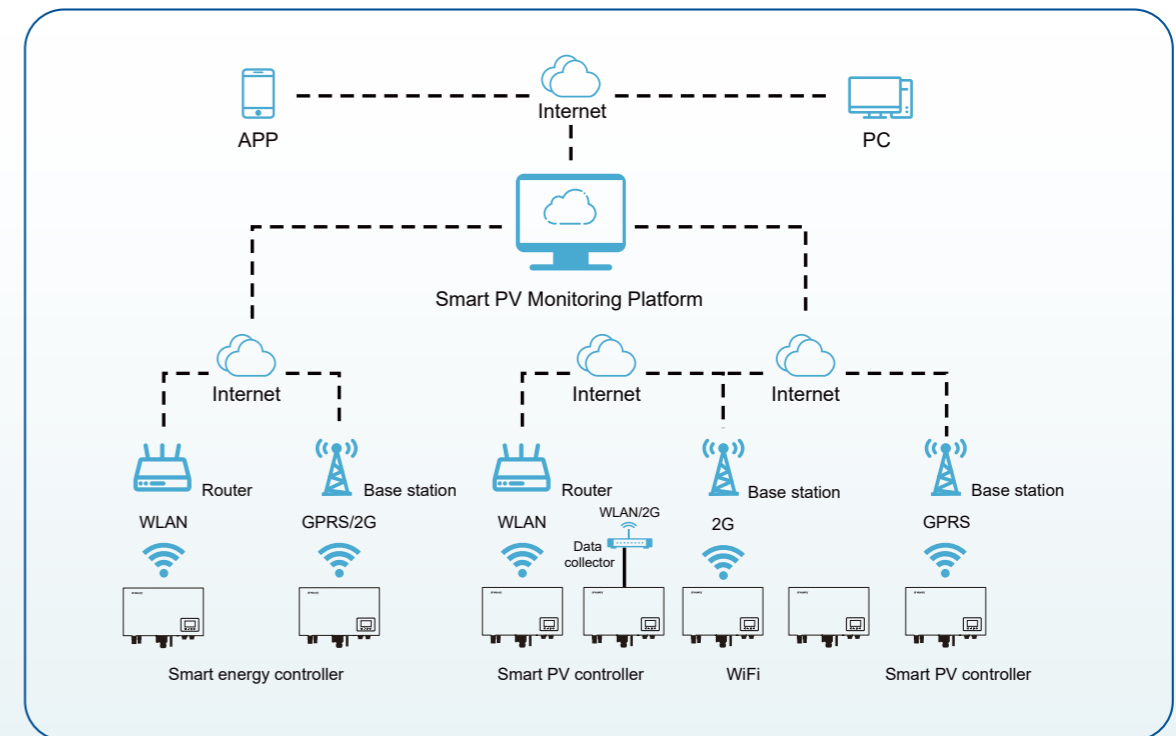 Internet
APP
PC
Smart PV Monitoring Platform
Internet
Internet
Internet
Router
Base station
Router
Base station
Base station
WLAN
GPRS/2G
WLAN
WLAN/2G
2G
GPRS
Data
collector
Smart energy controller
Smart PV controller
WiFi
Smart PV controller